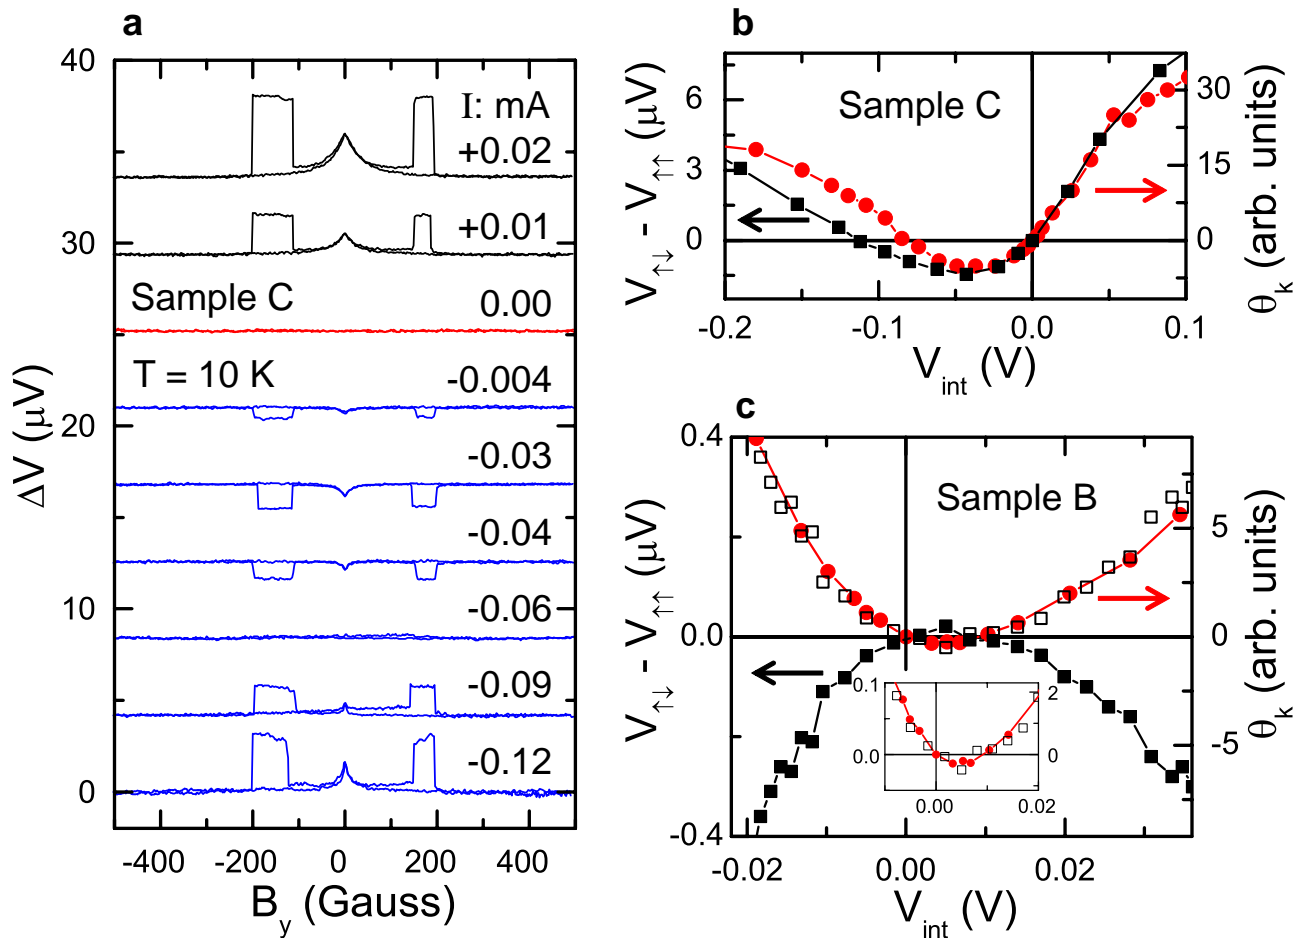 a
I: mA
+0.02
+0.01
Sample C
0.00
T = 10 K
-0.004
-0.03
-0.04
-0.06
-0.09
-0.12
40
30
20
10
0
ΔV (μV)
-400
-200
0
200
400
B_y (Gauss)
b
Sample C
6
3
0
V_↑↓ - V_↑↑ (μV)
30
15
0
θ_k (arb. units)
-0.2
-0.1
0.0
0.1
V_int (V)
c
Sample B
0.4
0.0
-0.4
V_↑↓ - V_↑↑ (μV)
5
0
-5
θ_k (arb. units)
0.1
0.0
2
0
0.00
0.02
-0.02
0.00
0.02
V_int (V)